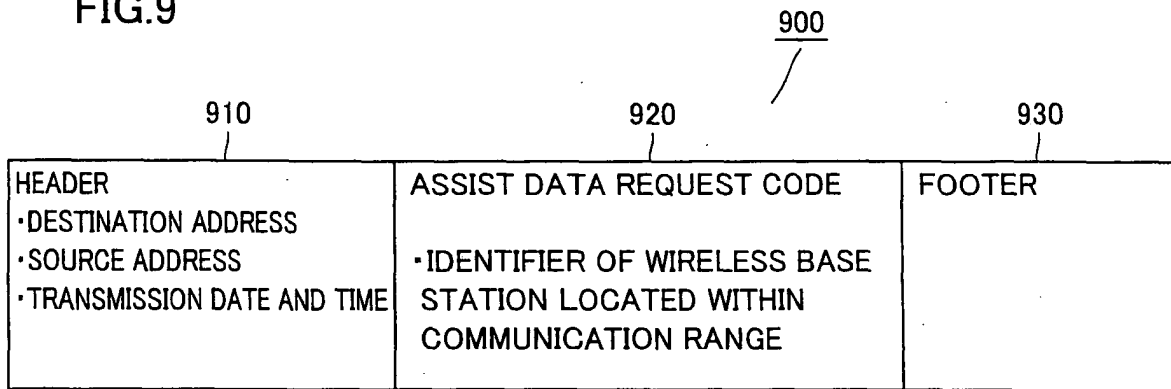 FIG.9
900
910
920
930
HEADER
·DESTINATION ADDRESS
·SOURCE ADDRESS
·TRANSMISSION DATE AND TIME
ASSIST DATA REQUEST CODE
·IDENTIFIER OF WIRELESS BASE
STATION LOCATED WITHIN
COMMUNICATION RANGE
FOOTER